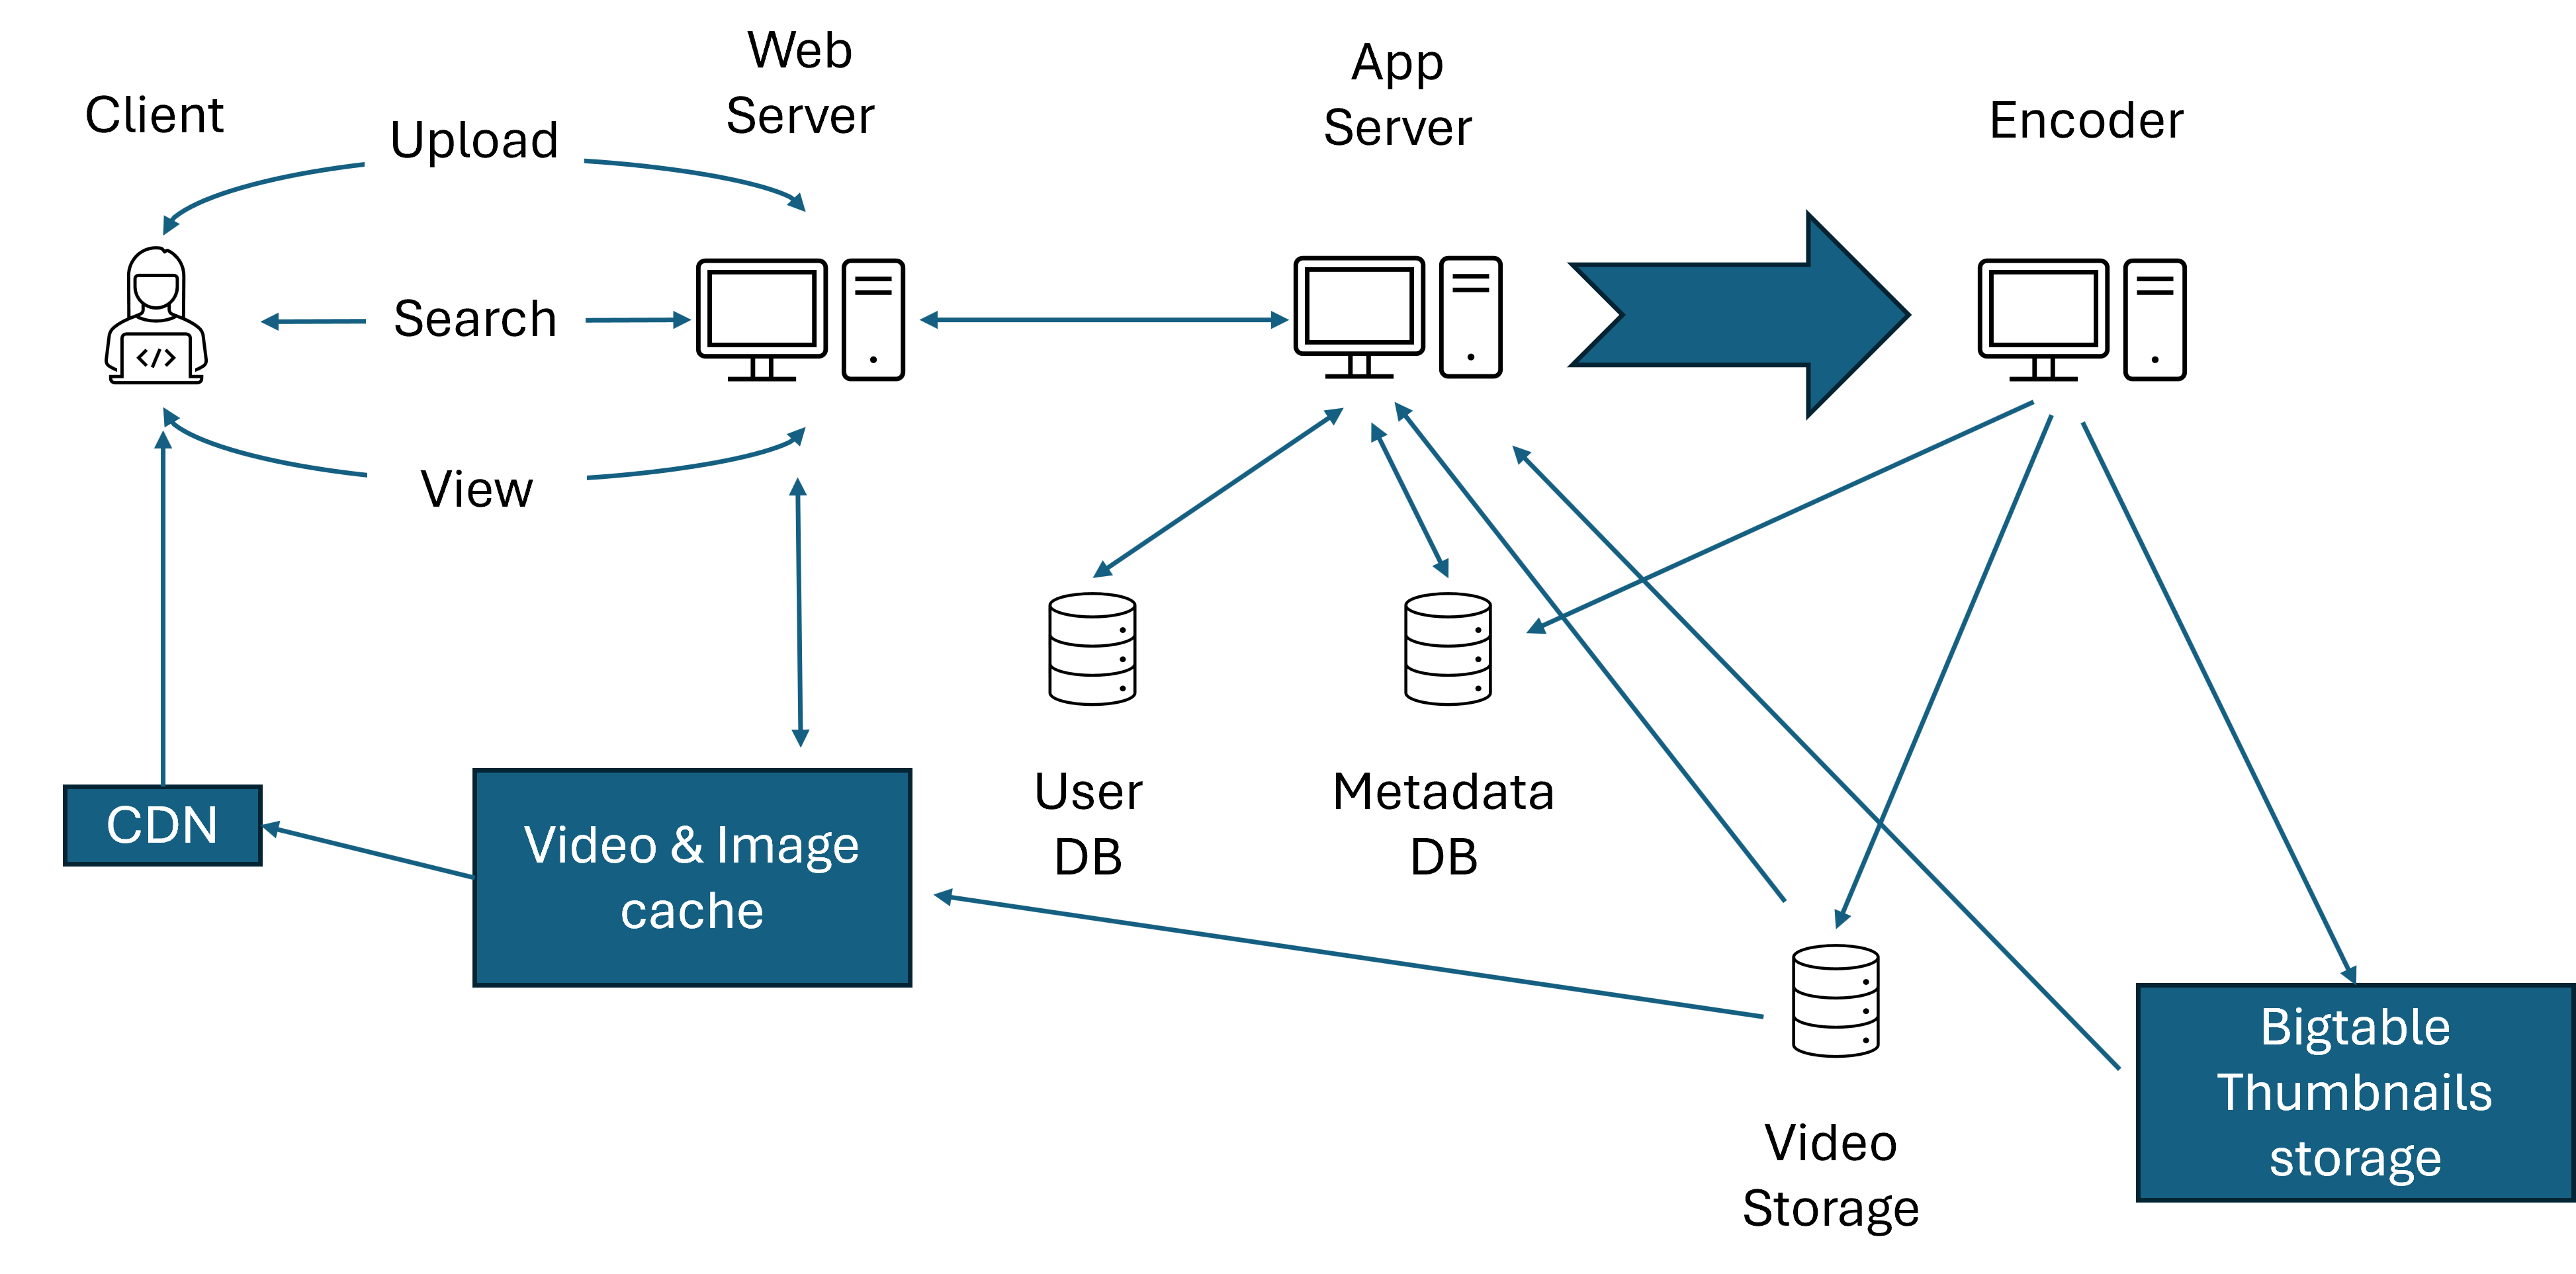 Client
Upload
Search
View
Web
Server
App
Server
Encoder
CDN
Video & Image
cache
User
DB
Metadata
DB
Video
Storage
Bigtable
Thumbnails
storage